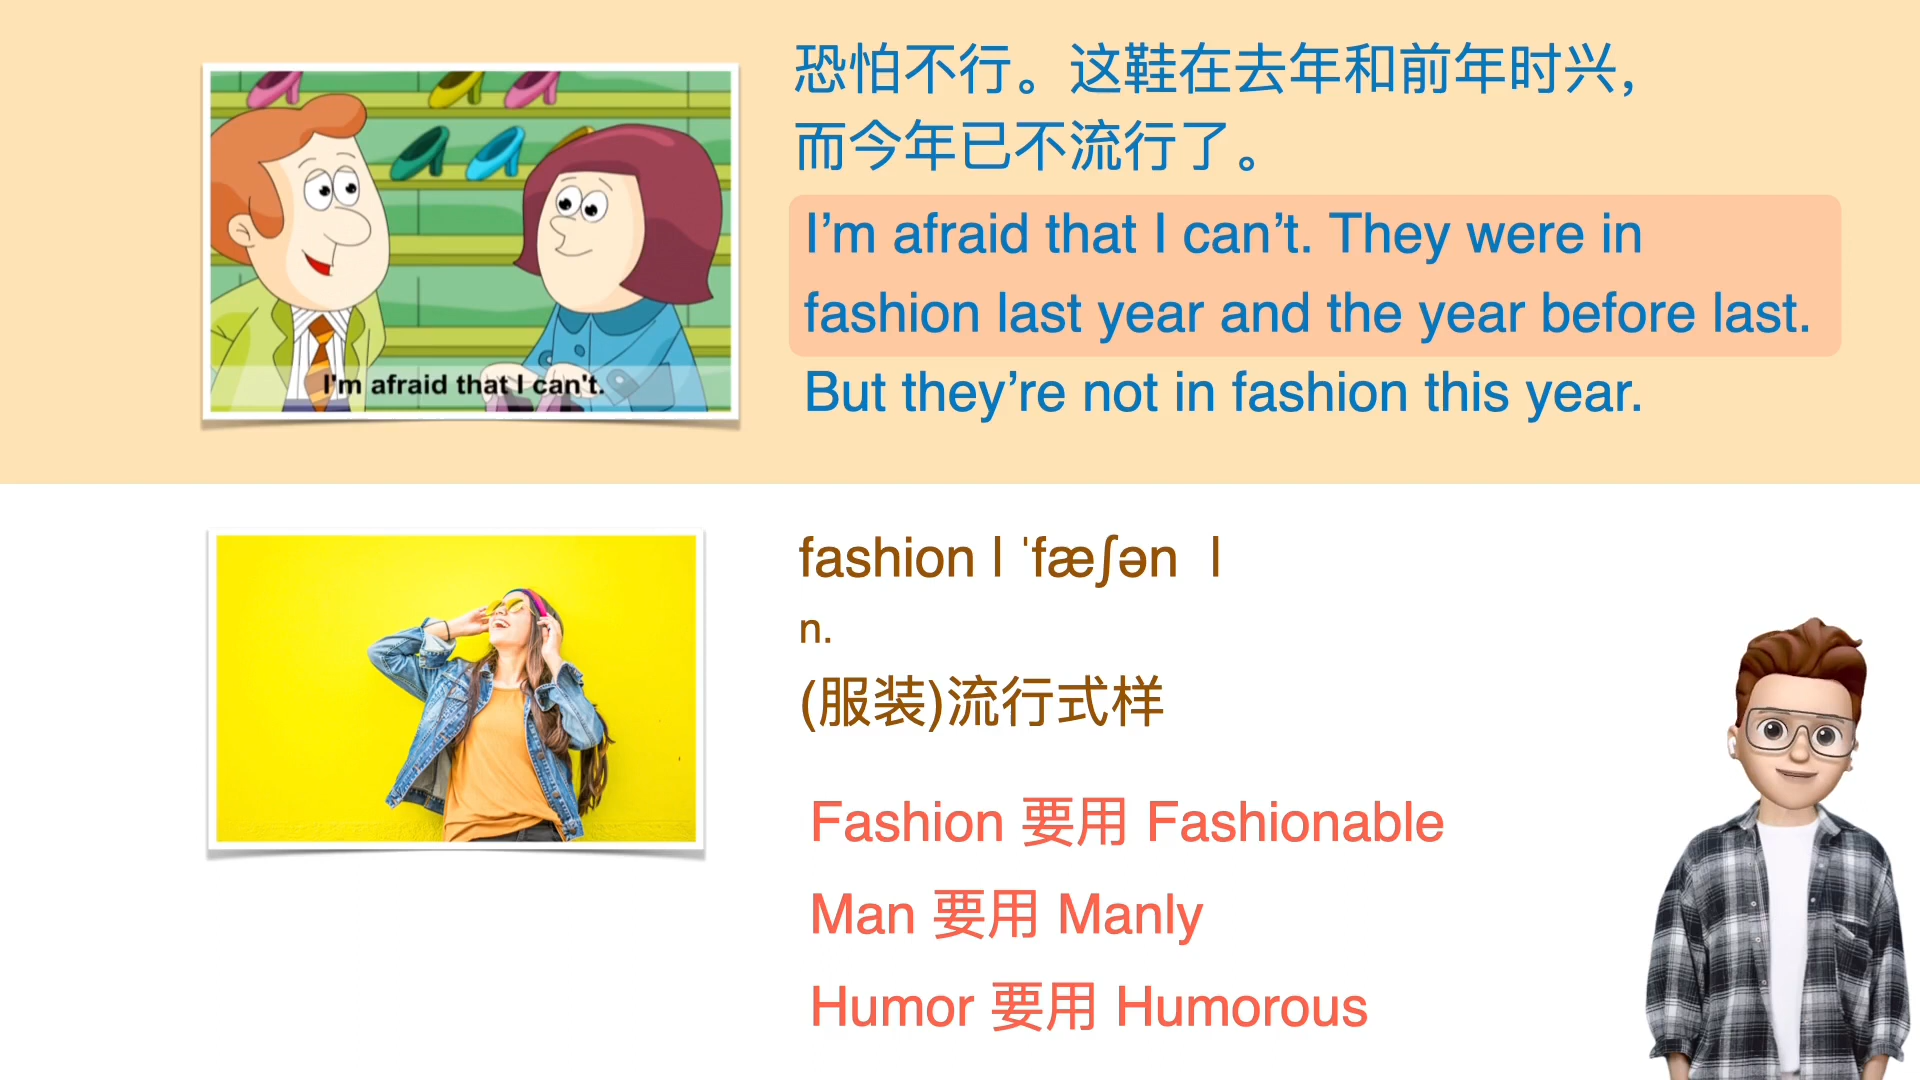 恐怕不行。这鞋在去年和前年时兴，
而今年已不流行了。
I’m afraid that I can’t. They were in
fashion last year and the year before last.
But they’re not in fashion this year.
I'm afraid that I can't.
fashion | ˈfæʃən |
n.
(服装)流行式样
Fashion 要用 Fashionable
Man 要用 Manly
Humor 要用 Humorous